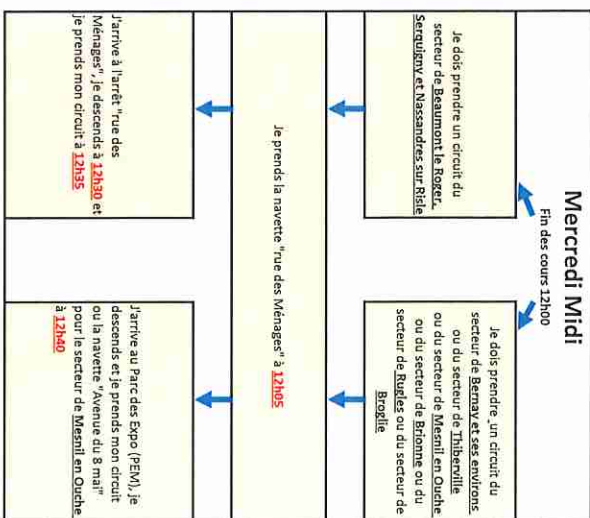 Mercredi Midi
Fin des cours 12h00
Je dois prendre un circuit du
secteur de Beaumont le Roger,
Serquigny et Nassandres sur Risle
Je dois prendre un circuit du
secteur de Bernay et ses environs
ou du secteur de Thiberville
ou du secteur de Mesnil en Ouche
ou du secteur de Brionne ou du
secteur de Rugles ou du secteur de
Broglie
Je prends la navette "rue des Ménages" à 12h05
J'arrive à l'arrêt "rue des
Ménages", je descends à 12h30 et
je prends mon circuit à 12h35
J'arrive au Parc des Expo (PEM), je
descends et je prends mon circuit
ou la navette "Avenue du 8 mai"
pour le secteur de Mesnil en Ouche
à 12h40